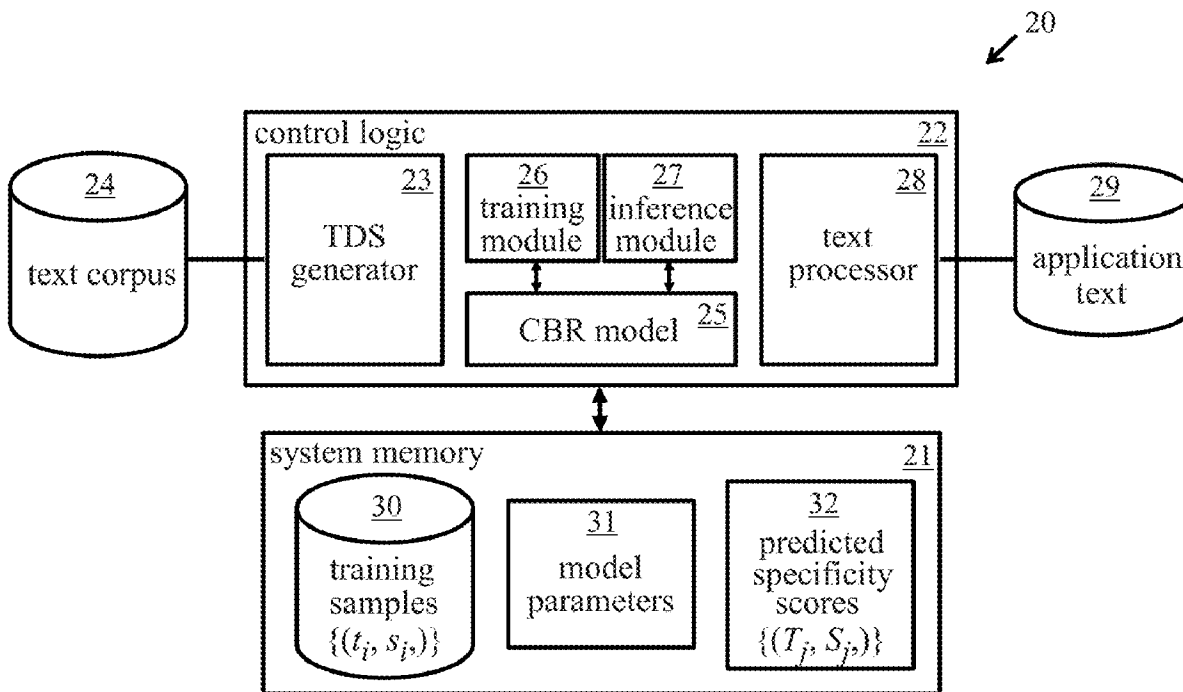 20
control logic
22
24
text corpus
23
TDS
generator
26
training
module
27
inference
module
CBR model
25
28
text
processor
29
application
text
system memory
21
30
training
samples
{(t_i, s_i,)}
31
model
parameters
32
predicted
specificity
scores
{(T_j, S_j,)}